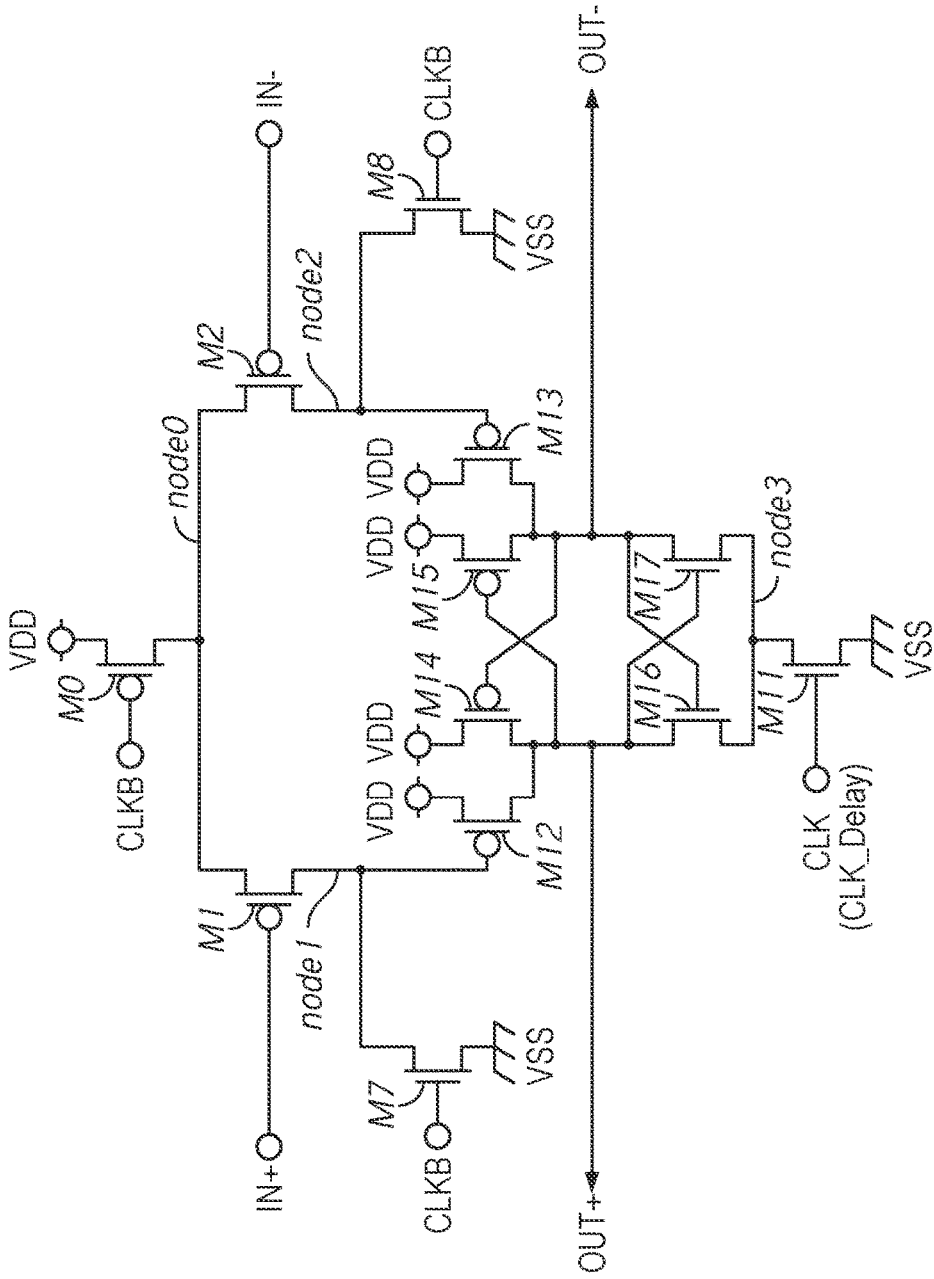 VDD
M0
CLKB
node0
M1
M2
IN+
IN-
node1
node2
M7
CLKB
VSS
M8
CLKB
VSS
VDD
VDD
VDD
VDD
M12
M14
M15
M13
OUT+
OUT-
M16
M17
node3
M11
CLK
(CLK_Delay)
VSS